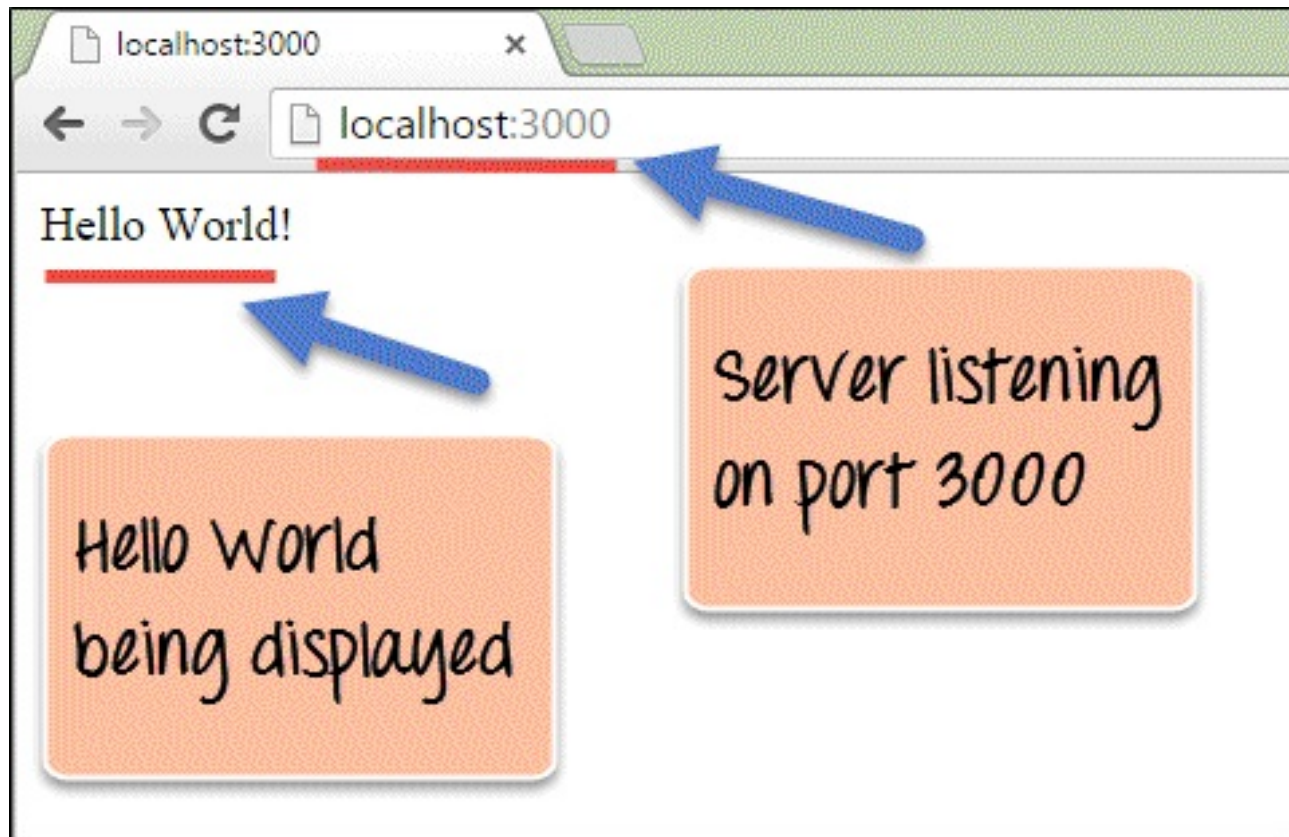 localhost:3000
localhost:3000
Hello World!
Server listening
on port 3000
Hello World
being displayed